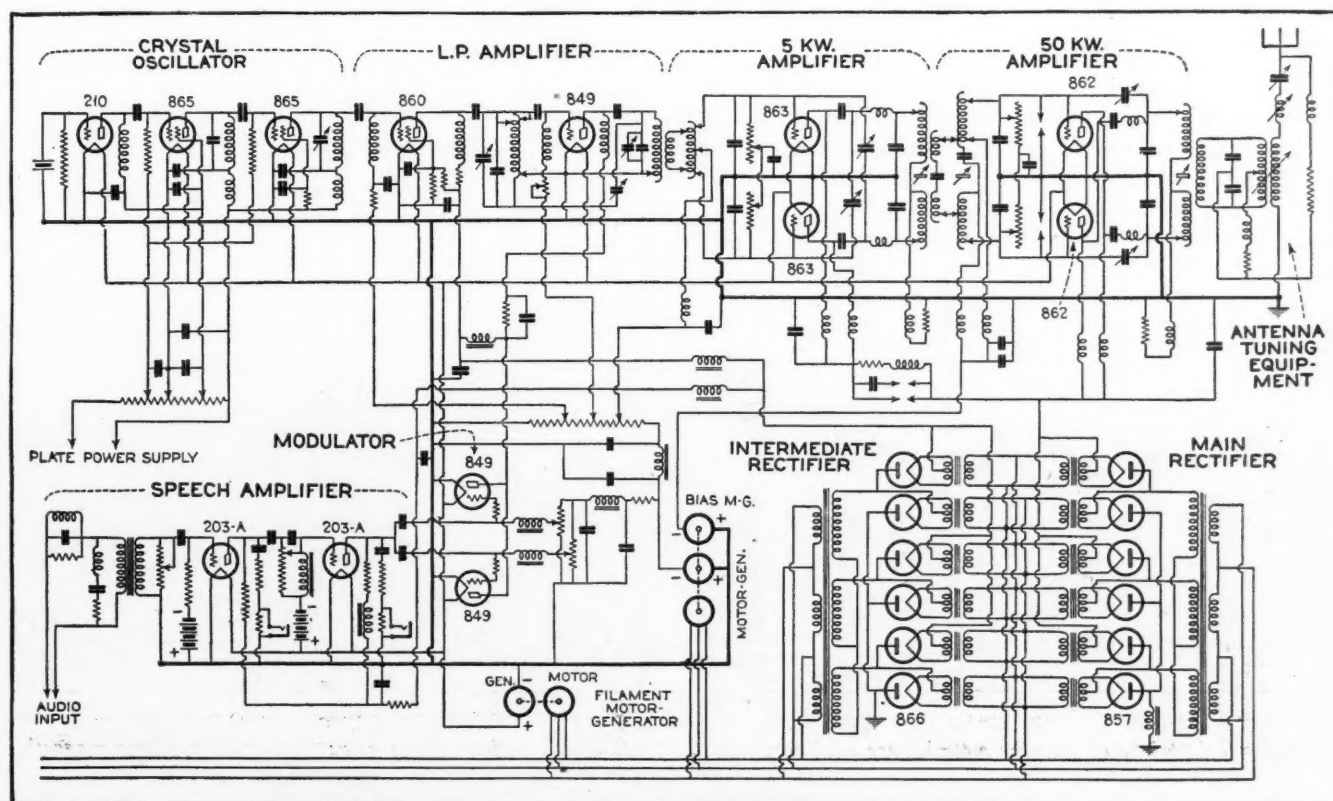 CRYSTAL
OSCILLATOR
L.P. AMPLIFIER
5 KW.
AMPLIFIER
50 KW.
AMPLIFIER
210
865
865
860
849
863
862
863
862
ANTENNA
TUNING
EQUIP-
MENT
PLATE POWER SUPPLY
MODULATOR
849
849
SPEECH AMPLIFIER
203-A
203-A
AUDIO
INPUT
GEN.
-
+
MOTOR
FILAMENT
MOTOR-
GENERATOR
BIAS M-G.
+
-
-
+
MOTOR-GEN.
INTERMEDIATE
RECTIFIER
MAIN
RECTIFIER
866
857
-
+
-
+